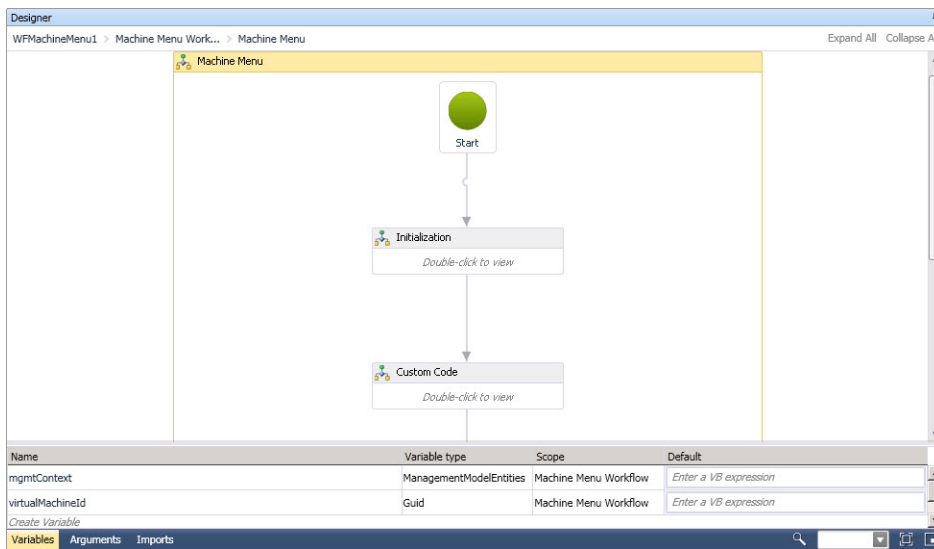 Designer
WFMachineMenu1 > Machine Menu Work... > Machine Menu Expand All Collapse A
Machine Menu
Start
Initialization
Double-click to view
Custom Code
Double-click to view
Name Variable type Scope Default
mgmtContext ManagementModelEntities Machine Menu Workflow Enter a VB expression
virtualMachineId Guid Machine Menu Workflow Enter a VB expression
Create Variable
Variables Arguments Imports